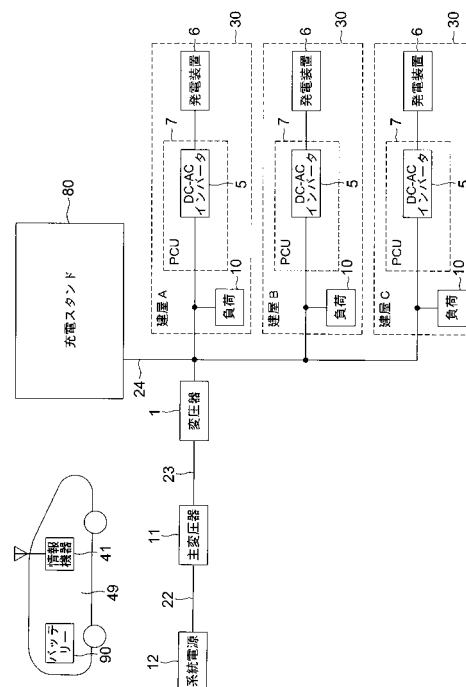 80
充電スタンド
24
建屋 A
30
発電装置
6
7
DC-AC
インバータ
5
PCU
負荷
10
建屋 B
30
発電装置
6
7
DC-AC
インバータ
5
PCU
負荷
10
建屋 C
30
発電装置
6
7
DC-AC
インバータ
5
PCU
負荷
10
1
変圧器
23
11
主変圧器
22
12
系統電源
情報
機器
41
49
バッテ
リー
90